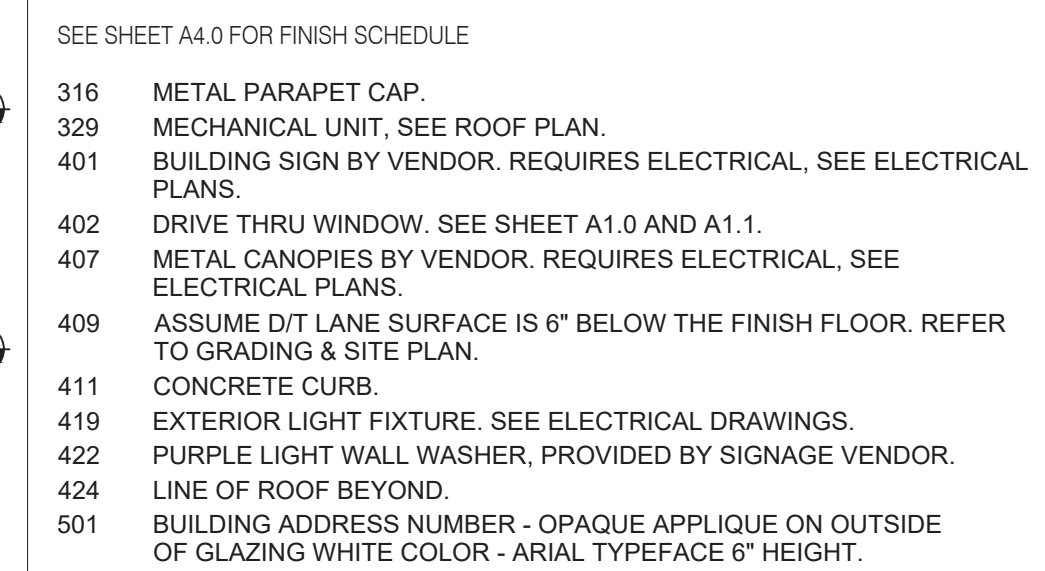 SEE SHEET A4.0 FOR FINISH SCHEDULE
316 METAL PARAPET CAP.
329 MECHANICAL UNIT, SEE ROOF PLAN.
401 BUILDING SIGN BY VENDOR. REQUIRES ELECTRICAL, SEE ELECTRICAL
PLANS.
402 DRIVE THRU WINDOW. SEE SHEET A1.0 AND A1.1.
407 METAL CANOPIES BY VENDOR. REQUIRES ELECTRICAL, SEE
ELECTRICAL PLANS.
409 ASSUME D/T LANE SURFACE IS 6" BELOW THE FINISH FLOOR. REFER
TO GRADING & SITE PLAN.
411 CONCRETE CURB.
419 EXTERIOR LIGHT FIXTURE. SEE ELECTRICAL DRAWINGS.
422 PURPLE LIGHT WALL WASHER, PROVIDED BY SIGNAGE VENDOR.
424 LINE OF ROOF BEYOND.
501 BUILDING ADDRESS NUMBER - OPAQUE APPLIQUE ON OUTSIDE
OF GLAZING WHITE COLOR - ARIAL TYPEFACE 6" HEIGHT.